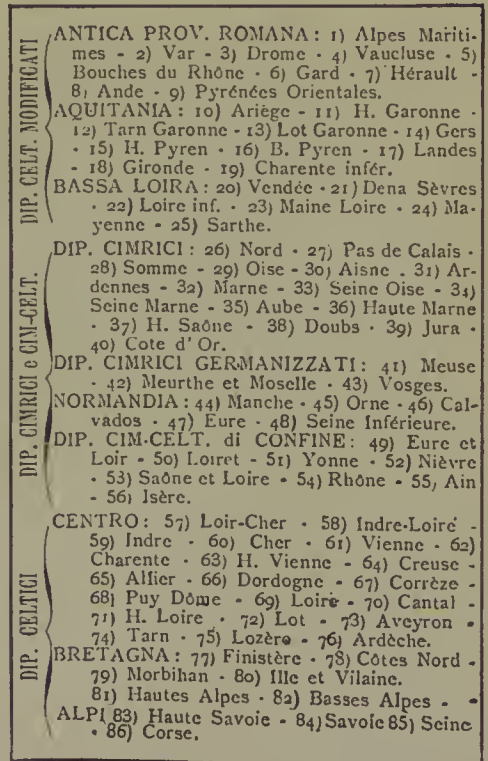 DIP. CELT. MODIFICATI
ANTICA PROV. ROMANA: 1) Alpes Mariti-
mes - 2) Var - 3) Drome - 4) Vaucluse - 5)
Bouches du Rhône · 6) Gard - 7) Hérault -
8) Ande · 9) Pyrénées Orientales.
AQUITANIA: 10) Ariège - 11) H. Garonne ·
12) Tarn Garonne - 13) Lot Garonne · 14) Gers
· 15) H. Pyren · 16) B. Pyren · 17) Landes
- 18) Gironde · 19) Charente infér.
BASSA LOIRA: 20) Vendée · 21) Dena Sèvres
· 22) Loire inf. · 23) Maine Loire · 24) Ma-
yenne - 25) Sarthe.
DIP. CIMRICI e CIM-CELT.
DIP. CIMRICI: 26) Nord · 27) Pas de Calais ·
28) Somme - 29) Oise - 30) Aisne . 31) Ar-
dennes - 32) Marne - 33) Seine Oise - 34)
Seine Marne - 35) Aube - 36) Haute Marne
· 37) H. Saône · 38) Doubs · 39) Jura ·
40) Cote d' Or.
DIP. CIMRICI GERMANIZZATI: 41) Meuse
· 42) Meurthe et Moselle · 43) Vosges.
NORMANDIA: 44) Manche · 45) Orne · 46) Cal-
vados · 47) Eure · 48) Seine Inférieure.
DIP. CIM-CELT. di CONFINE: 49) Eure et
Loir - 50) Loiret - 51) Yonne · 52) Nièvre
· 53) Saône et Loire · 54) Rhône · 55) Ain
- 56) Isère.
DIP. CELTICI
CENTRO: 57) Loir-Cher · 58) Indre-Loire -
59) Indre · 60) Cher · 61) Vienne · 62)
Charente · 63) H. Vienne · 64) Creuse -
65) Allier · 66) Dordogne · 67) Corrèze -
68) Puy Dôme - 69) Loire · 70) Cantal -
71) H. Loire · 72) Lot · 73) Aveyron ·
74) Tarn · 75) Lozère · 76) Ardèche.
BRETAGNA: 77) Finistère · 78) Côtes Nord -
79) Morbihan · 80) Ille et Vilaine.
81) Hautes Alpes · 82) Basses Alpes - ·
ALPI 83) Haute Savoie - 84) Savoie 85) Seine
· 86) Corse.